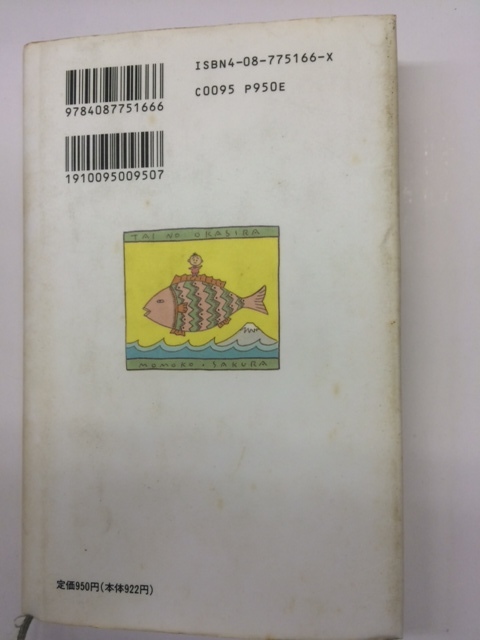 ISBN4-08-775166-X
9784087751666
C0095 P950E
1910095009507
TAI NO OKASIRA
MOMOKO・SAKURA
定価950円(本体922円)